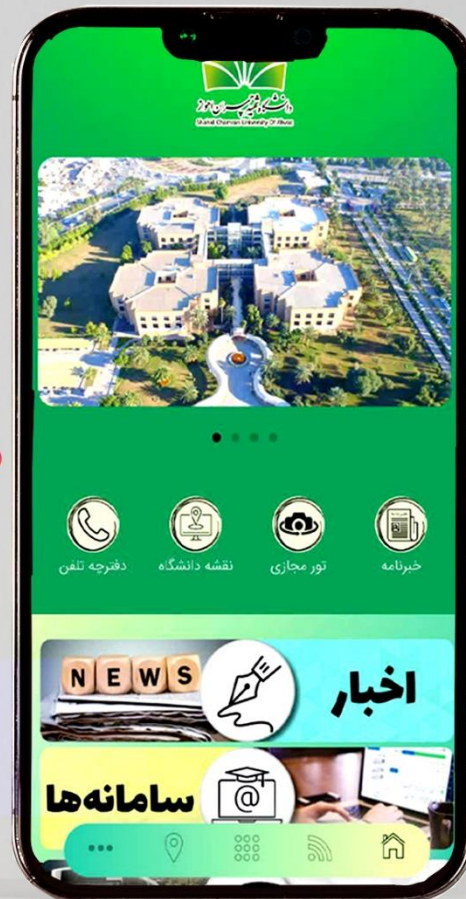 دانشگاه شهید چمران اهواز
Shahid Chamran University Of Ahvaz
خبرنامه
تور مجازی
نقشه دانشگاه
دفترچه تلفن
اخبار
NEWS
سامانه‌ها